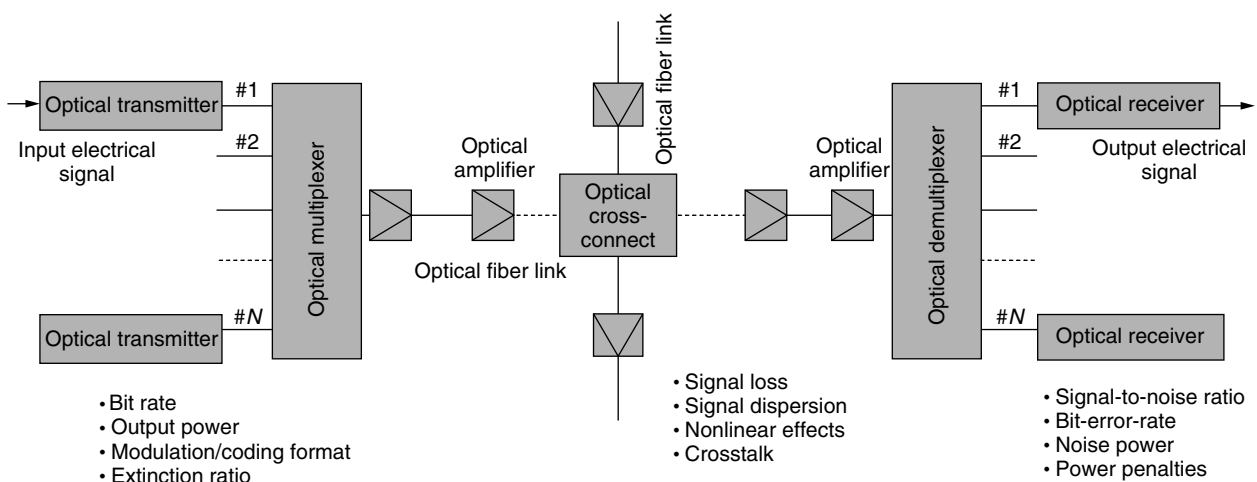 Optical transmitter
#1
Input electrical
signal
#2
Optical multiplexer
Optical transmitter
#N
• Bit rate
• Output power
• Modulation/coding format
• Extinction ratio
Optical
amplifier
Optical fiber link
Optical fiber link
Optical
cross-
connect
• Signal loss
• Signal dispersion
• Nonlinear effects
• Crosstalk
Optical
amplifier
Optical demultiplexer
#1
Optical receiver
Output electrical
signal
#2
#N
Optical receiver
• Signal-to-noise ratio
• Bit-error-rate
• Noise power
• Power penalties